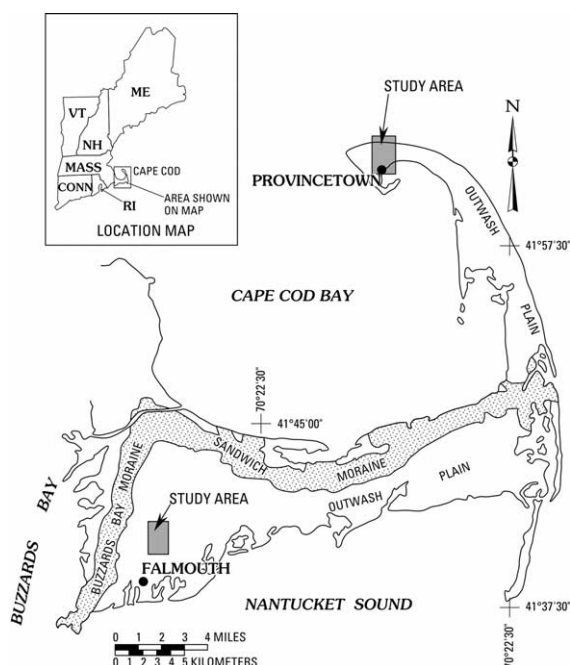 ME
VT
NH
MASS
CONN
RI
CAPE COD
AREA SHOWN
ON MAP
LOCATION MAP
STUDY AREA
N
PROVINCETOWN
OUTWASH
PLAIN
41°57'30"
CAPE COD BAY
70°22'30"
41°45'00"
SANDWICH
MORAINE
BUZZARDS BAY MORAINE
OUTWASH
PLAIN
STUDY AREA
BUZZARDS BAY
FALMOUTH
NANTUCKET SOUND
41°37'30"
70°22'30"
0 1 2 3 4 MILES
0 1 2 3 4 5 KILOMETERS